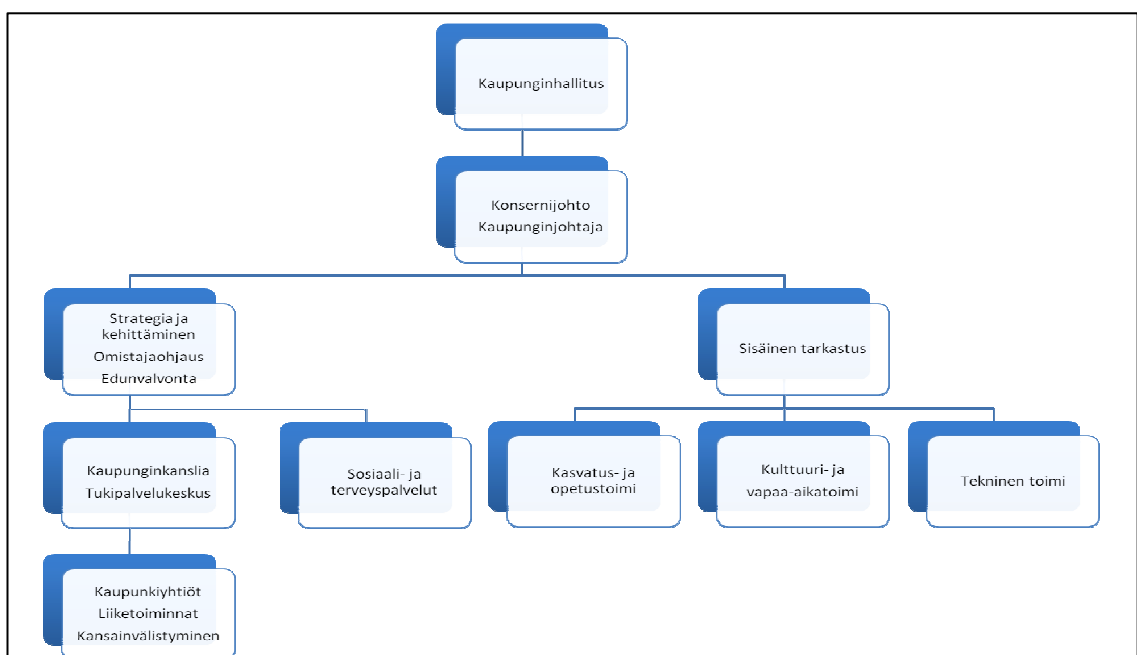 Kaupunginhallitus
Konsernijohto
Kaupunginjohtaja
Strategia ja
kehittäminen
Omistajaohjaus
Edunvalvonta
Sisäinen tarkastus
Kaupunginkanslia
Tukipalvelukeskus
Sosiaali- ja
terveyspalvelut
Kasvatus- ja
opetustoimi
Kulttuuri- ja
vapaa-aikatoimi
Tekninen toimi
Kaupunkiyhtiöt
Liiketoiminnat
Kansainvälistyminen